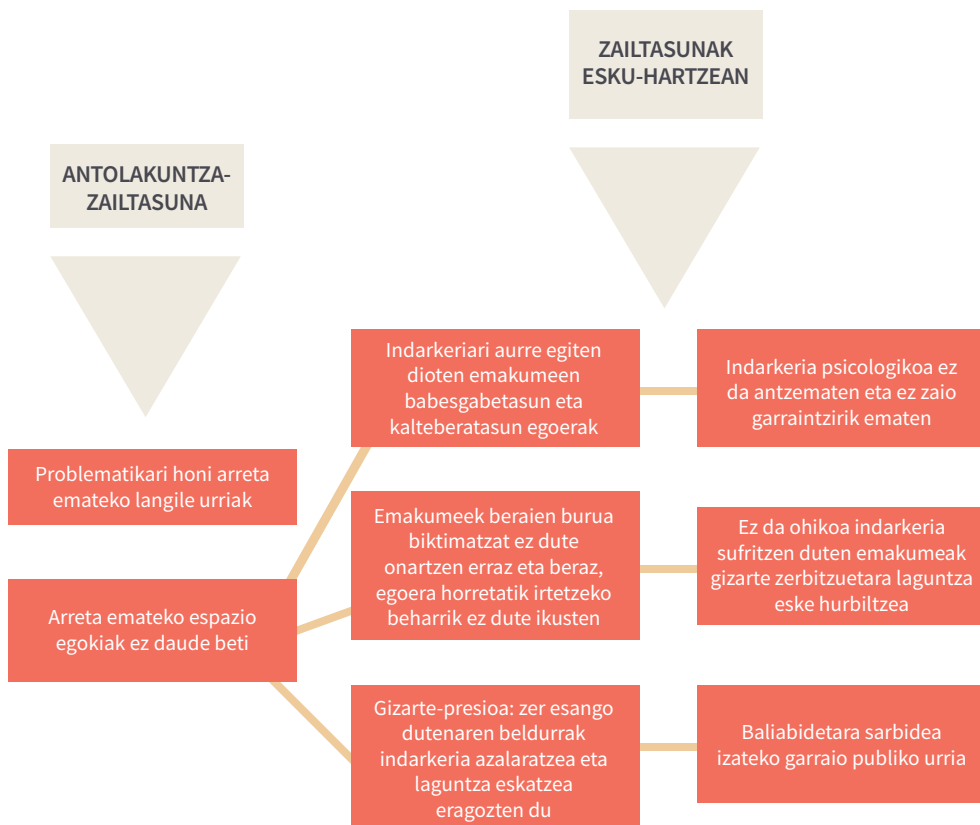 ZAILTASUNAK
ESKU-HARTZEAN
ANTOLAKUNTZA-
ZAILTASUNA
Indarkeriari aurre egiten
dioten emakumeen
babesgabetasun eta
kalteberatasun egoerak
Indarkeria psicologikoa ez
da antzematen eta ez zaio
garraintzirik ematen
Problematikari honi arreta
emateko langile urriak
Emakumeek beraien burua
biktimatzat ez dute
onartzen erraz eta beraz,
egoera horretatik irtetzeko
beharrik ez dute ikusten
Ez da ohikoa indarkeria
sufritzen duten emakumeak
gizarte zerbitzuetara laguntza
eske hurbiltzea
Arreta emateko espazio
egokiak ez daude beti
Gizarte-presioa: zer esango
dutenaren beldurrak
indarkeria azalaratzea eta
laguntza eskatzea
eragozten du
Baliabidetara sarbidea
izateko garraio publiko urria